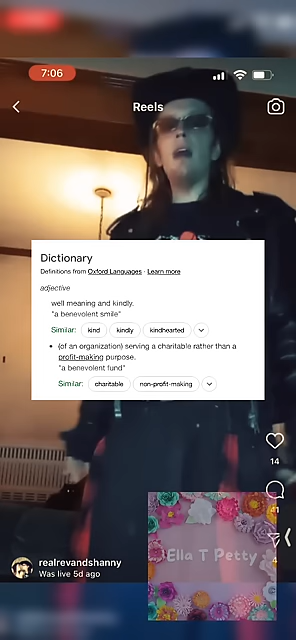 7:06
Reels
Dictionary
Definitions from Oxford Languages · Learn more
adjective
well meaning and kindly.
"a benevolent smile"
Similar: kind kindly kindhearted
• (of an organization) serving a charitable rather than a
profit-making purpose.
"a benevolent fund"
Similar: charitable non-profit-making
14
41
Ella T Petty
4
realrevandshanny
Was live 5d ago